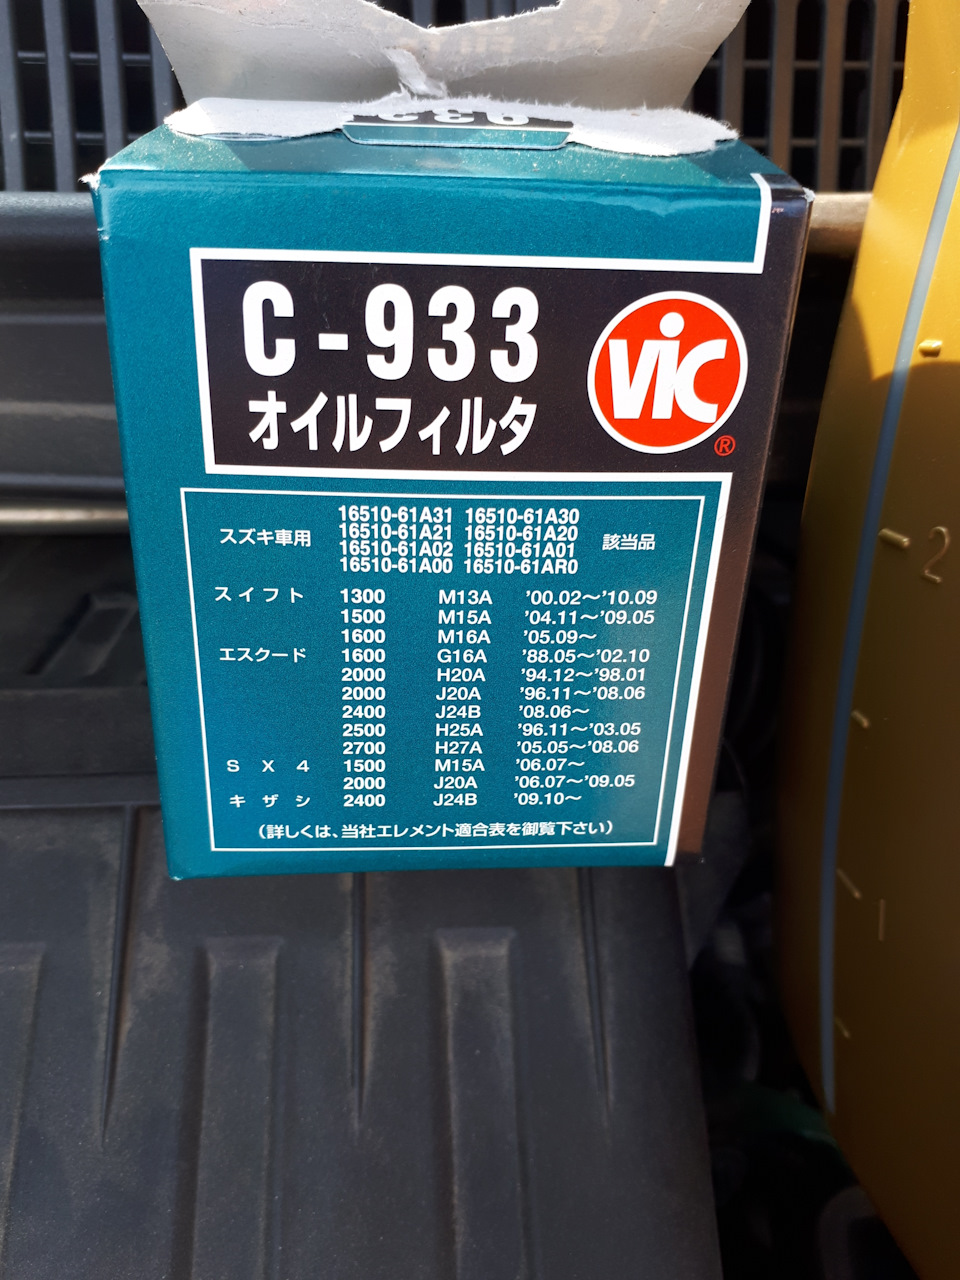 933
C-933
オイルフィルタ
ViC
®
スズキ車用 16510-61A31 16510-61A30 該当品
16510-61A21 16510-61A20
16510-61A02 16510-61A01
16510-61A00 16510-61AR0
スイフト 1300 M13A '00.02〜'10.09
1500 M15A '04.11〜'09.05
1600 M16A '05.09〜
エスクード 1600 G16A '88.05〜'02.10
2000 H20A '94.12〜'98.01
2000 J20A '96.11〜'08.06
2400 J24B '08.06〜
2500 H25A '96.11〜'03.05
2700 H27A '05.05〜'08.06
SX4 1500 M15A '06.07〜
2000 J20A '06.07〜'09.05
キザシ 2400 J24B '09.10〜
(詳しくは、当社エレメント適合表を御覧下さい)
2
1